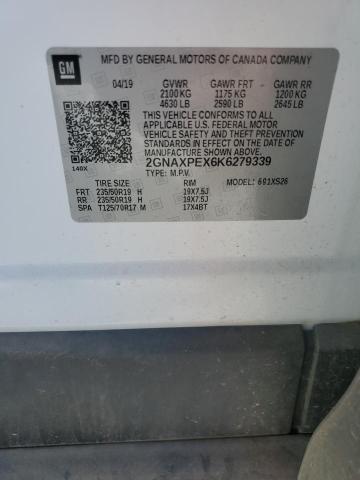 GM
MFD BY GENERAL MOTORS OF CANADA COMPANY
04/19 GVWR GAWR FRT GAWR RR
2100 KG 1175 KG 1200 KG
4630 LB 2590 LB 2645 LB
THIS VEHICLE CONFORMS TO ALL
APPLICABLE U.S. FEDERAL MOTOR
VEHICLE SAFETY, BUMPER, AND THEFT
PREVENTION STANDARDS IN
EFFECT ON THE DATE OF
MANUFACTURE SHOWN ABOVE.
2GNAXPEX6K6279339
TYPE: M.P.V.
140X
TIRE SIZE RIM MODEL: 691XS26
FRT 235/50R19 H 19X7.5J
RR 235/50R19 H 19X7.5J
SPA T125/70R17 M 17X4BT